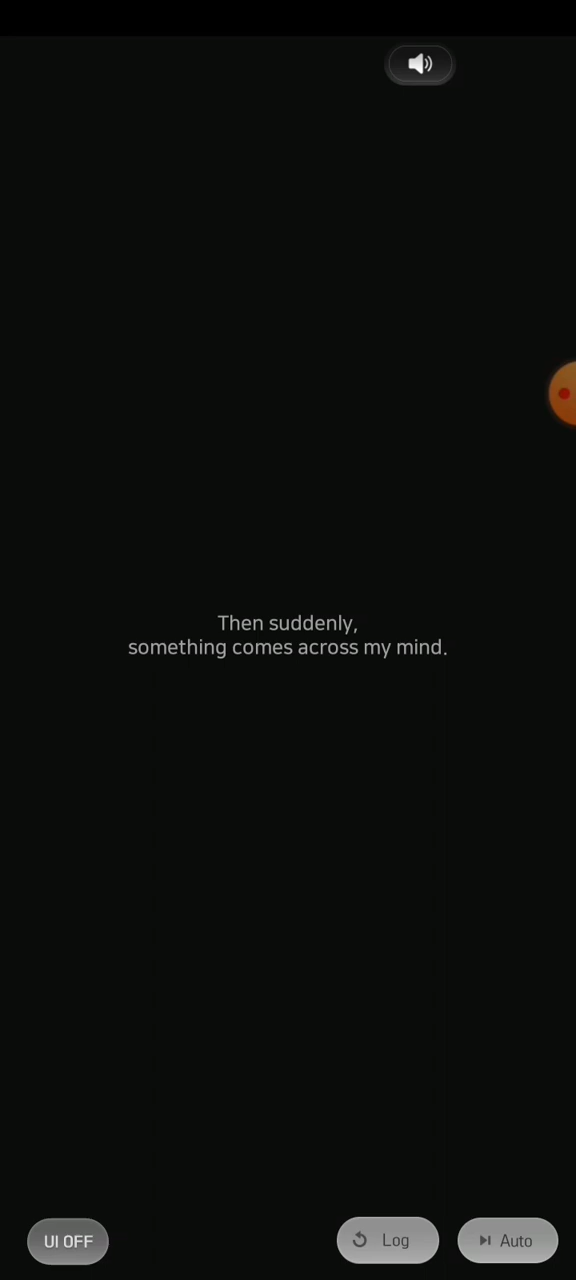 Then suddenly,
something comes across my mind.
UI OFF
Log
Auto